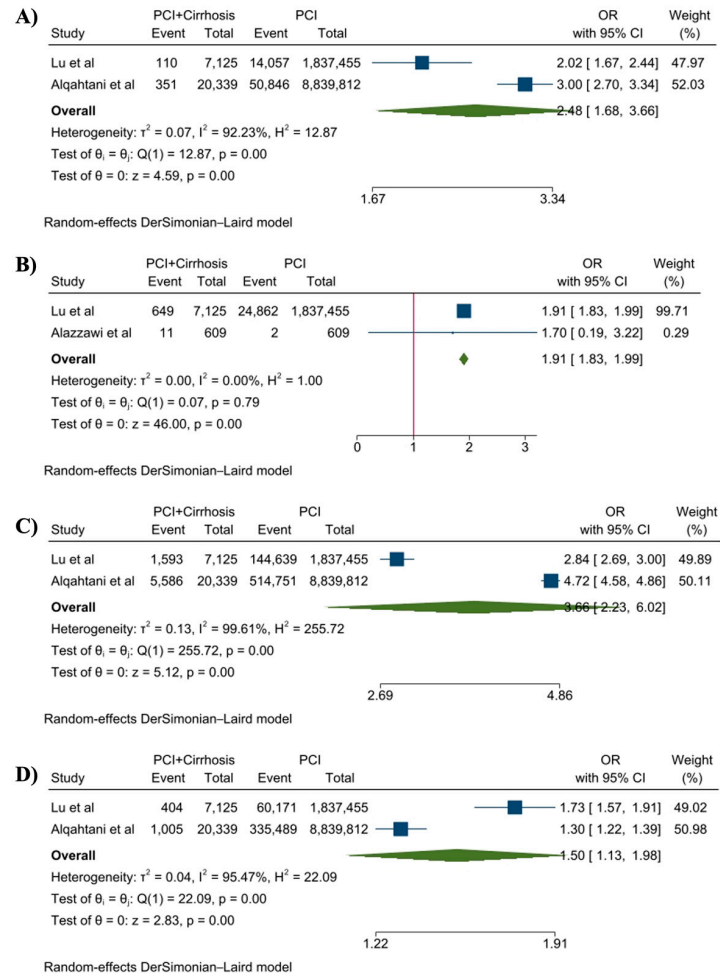 A)
PCI+Cirrhosis PCI OR Weight
Study Event Total Event Total with 95% CI (%)
Lu et al 110 7,125 14,057 1,837,455 2.02 [ 1.67, 2.44] 47.97
Alqahtani et al 351 20,339 50,846 8,839,812 3.00 [ 2.70, 3.34] 52.03
Overall 2.48 [ 1.68, 3.66]
Heterogeneity: τ² = 0.07, I² = 92.23%, H² = 12.87
Test of θᵢ = θⱼ: Q(1) = 12.87, p = 0.00
Test of θ = 0: z = 4.59, p = 0.00
1.67 3.34
Random-effects DerSimonian–Laird model
B)
PCI+Cirrhosis PCI OR Weight
Study Event Total Event Total with 95% CI (%)
Lu et al 649 7,125 24,862 1,837,455 1.91 [ 1.83, 1.99] 99.71
Alazzawi et al 11 609 2 609 1.70 [ 0.19, 3.22] 0.29
Overall 1.91 [ 1.83, 1.99]
Heterogeneity: τ² = 0.00, I² = 0.00%, H² = 1.00
Test of θᵢ = θⱼ: Q(1) = 0.07, p = 0.79
Test of θ = 0: z = 46.00, p = 0.00
0 1 2 3
Random-effects DerSimonian–Laird model
C)
PCI+Cirrhosis PCI OR Weight
Study Event Total Event Total with 95% CI (%)
Lu et al 1,593 7,125 144,639 1,837,455 2.84 [ 2.69, 3.00] 49.89
Alqahtani et al 5,586 20,339 514,751 8,839,812 4.72 [ 4.58, 4.86] 50.11
Overall 3.66 [ 2.23, 6.02]
Heterogeneity: τ² = 0.13, I² = 99.61%, H² = 255.72
Test of θᵢ = θⱼ: Q(1) = 255.72, p = 0.00
Test of θ = 0: z = 5.12, p = 0.00
2.69 4.86
Random-effects DerSimonian–Laird model
D)
PCI+Cirrhosis PCI OR Weight
Study Event Total Event Total with 95% CI (%)
Lu et al 404 7,125 60,171 1,837,455 1.73 [ 1.57, 1.91] 49.02
Alqahtani et al 1,005 20,339 335,489 8,839,812 1.30 [ 1.22, 1.39] 50.98
Overall 1.50 [ 1.13, 1.98]
Heterogeneity: τ² = 0.04, I² = 95.47%, H² = 22.09
Test of θᵢ = θⱼ: Q(1) = 22.09, p = 0.00
Test of θ = 0: z = 2.83, p = 0.00
1.22 1.91
Random-effects DerSimonian–Laird model